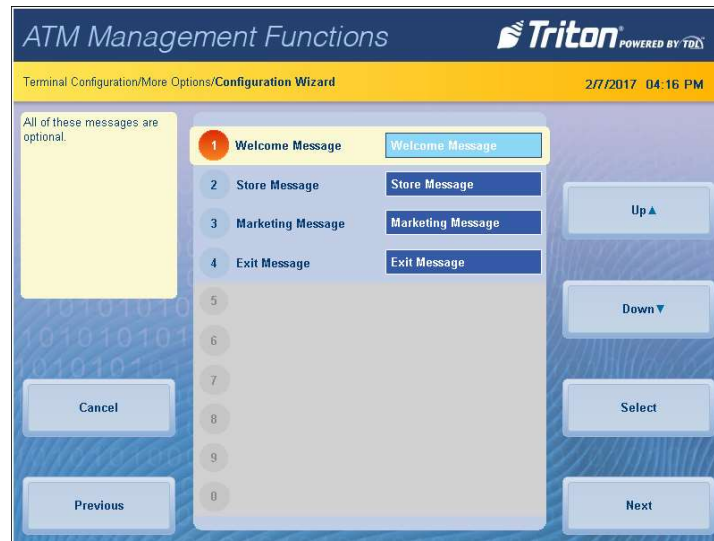 ATM Management Functions
Triton POWERED BY TDL
Terminal Configuration/More Options/Configuration Wizard
2/7/2017 04:16 PM
All of these messages are
optional.
1 Welcome Message Welcome Message
2 Store Message Store Message
3 Marketing Message Marketing Message
4 Exit Message Exit Message
5
6
7
8
9
0
Up▲
Down▼
Cancel
Select
Previous
Next